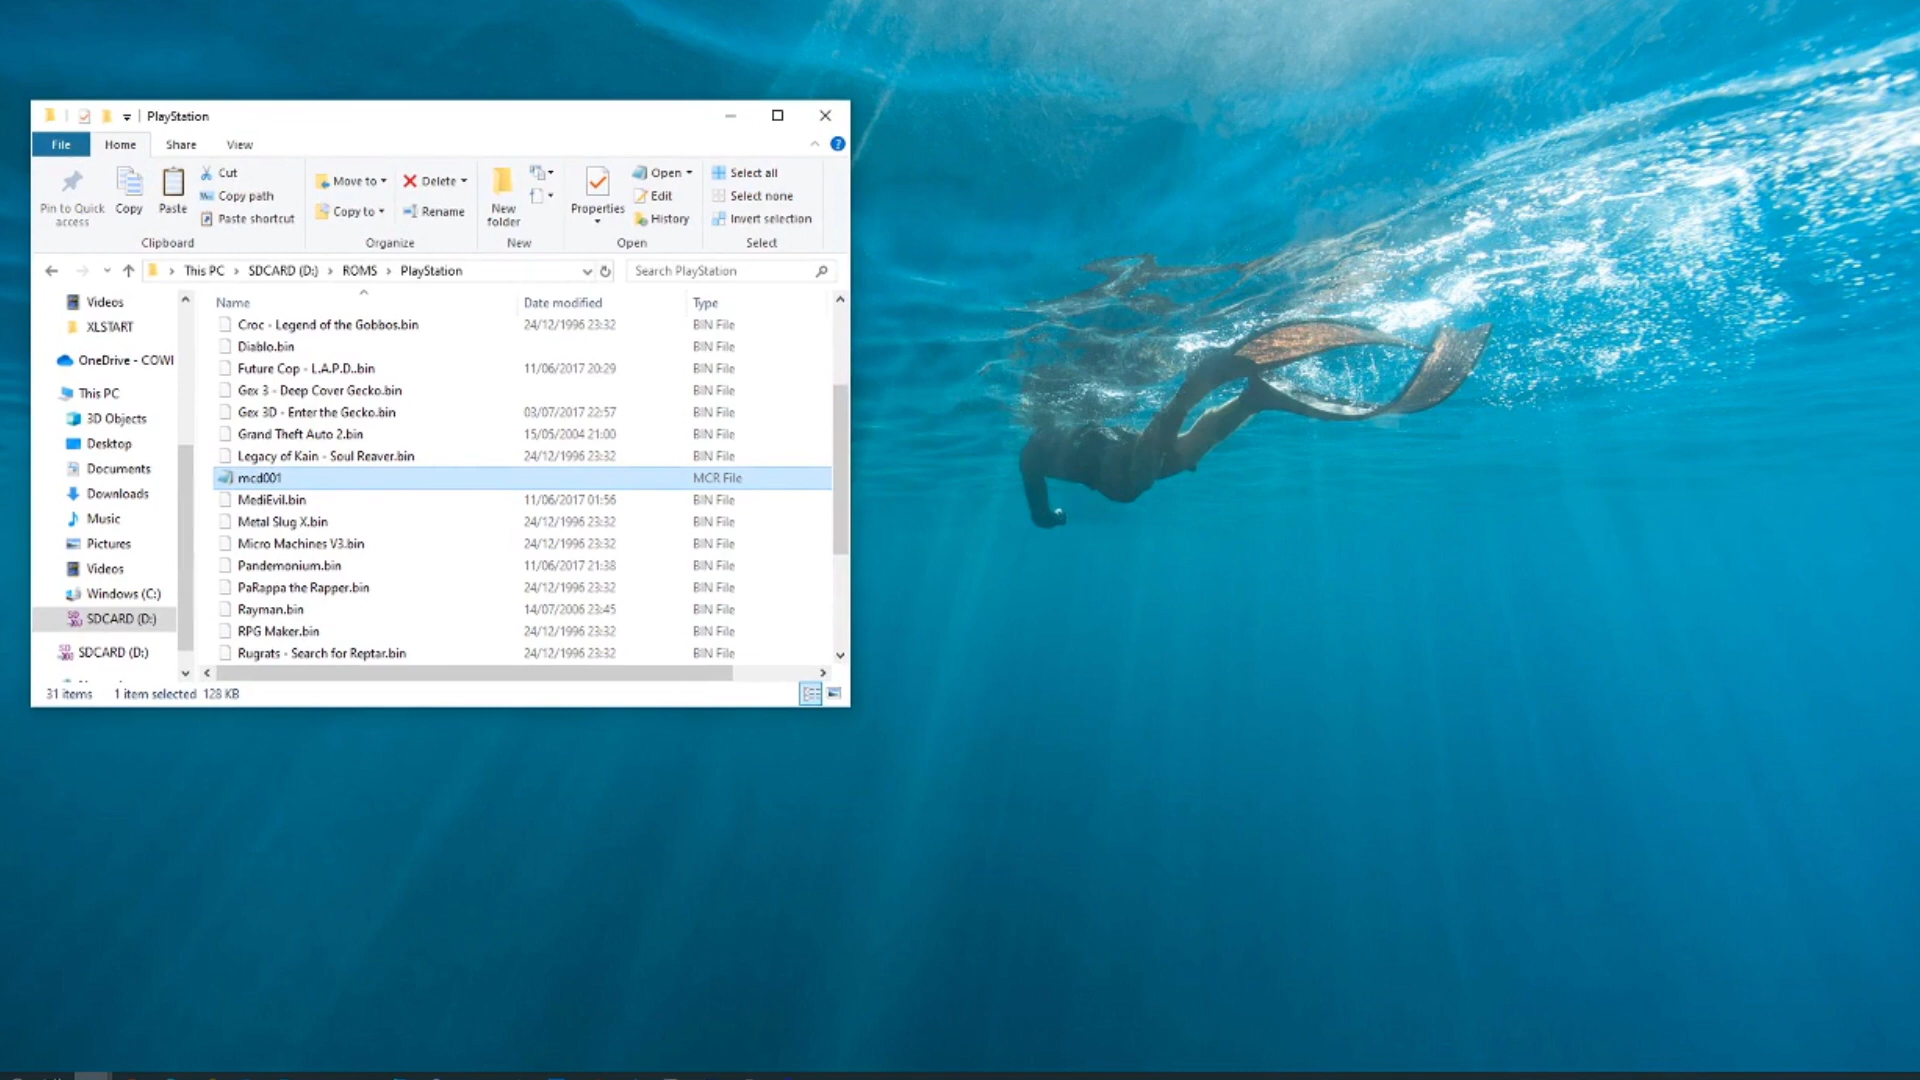 PlayStation
File Home Share View
Pin to Quick access
Copy
Paste
Cut
Copy path
Paste shortcut
Clipboard
Move to
Copy to
Delete
Rename
Organize
New folder
New
Properties
Open
Edit
History
Open
Select all
Select none
Invert selection
Select
This PC › SDCARD (D:) › ROMS › PlayStation
Search PlayStation
Videos
XLSTART
OneDrive - COWI
This PC
3D Objects
Desktop
Documents
Downloads
Music
Pictures
Videos
Windows (C:)
SDCARD (D:)
SDCARD (D:)
Name Date modified Type
Croc - Legend of the Gobbos.bin 24/12/1996 23:32 BIN File
Diablo.bin BIN File
Future Cop - L.A.P.D..bin 11/06/2017 20:29 BIN File
Gex 3 - Deep Cover Gecko.bin BIN File
Gex 3D - Enter the Gecko.bin 03/07/2017 22:57 BIN File
Grand Theft Auto 2.bin 15/05/2004 21:00 BIN File
Legacy of Kain - Soul Reaver.bin 24/12/1996 23:32 BIN File
mcd001 MCR File
MediEvil.bin 11/06/2017 01:56 BIN File
Metal Slug X.bin 24/12/1996 23:32 BIN File
Micro Machines V3.bin 24/12/1996 23:32 BIN File
Pandemonium.bin 11/06/2017 21:38 BIN File
PaRappa the Rapper.bin 24/12/1996 23:32 BIN File
Rayman.bin 14/07/2006 23:45 BIN File
RPG Maker.bin 24/12/1996 23:32 BIN File
Rugrats - Search for Reptar.bin 24/12/1996 23:32 BIN File
31 items 1 item selected 128 KB